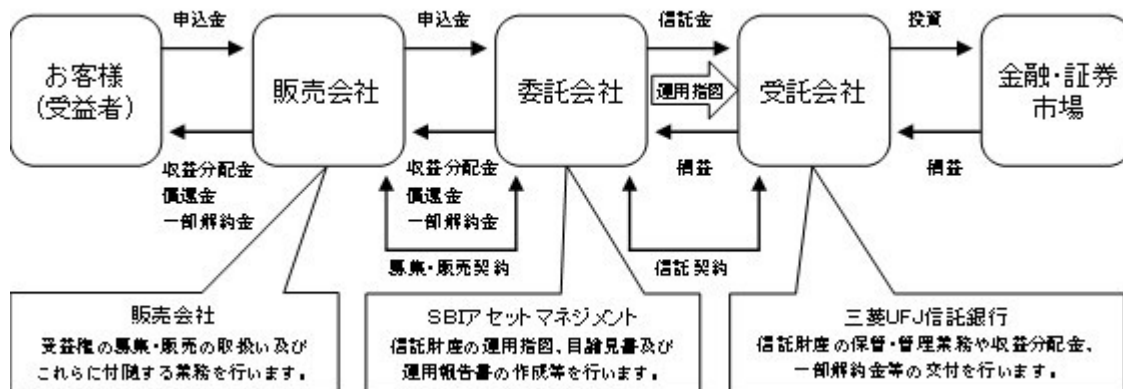 申込金
申込金
信託金
投資
お客様
(受益者)
販売会社
委託会社
運用指図
受託会社
金融・証券
市場
収益分配金
償還金
一部解約金
収益分配金
償還金
一部解約金
損益
損益
募集・販売契約
信託契約
販売会社
受益権の募集・販売の取扱い及び
これらに付随する業務を行います。
SBIアセットマネジメント
信託財産の運用指図、目論見書及び
運用報告書の作成等を行います。
三菱UFJ信託銀行
信託財産の保管・管理業務や収益分配金、
一部解約金等の交付を行います。